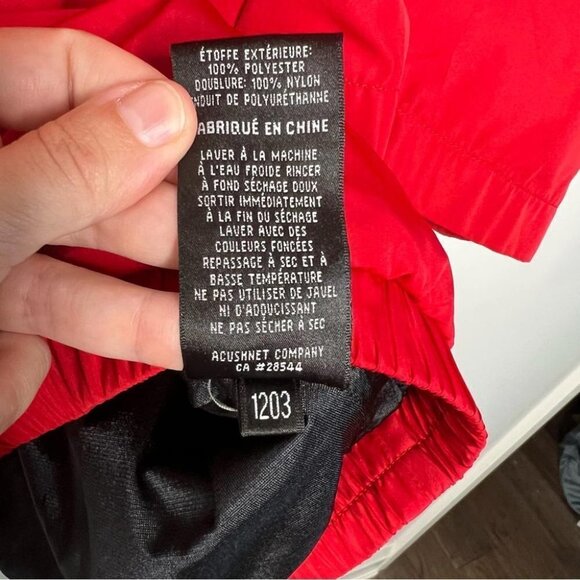 ÉTOFFE EXTÉRIEURE:
100% POLYESTER
DOUBLURE: 100% NYLON
NDUIT DE POLYURÉTHANNE
FABRIQUÉ EN CHINE
LAVER À LA MACHINE
À L'EAU FROIDE RINCER
À FOND SÉCHAGE DOUX
SORTIR IMMÉDIATEMENT
À LA FIN DU SÉCHAGE
LAVER AVEC DES
COULEURS FONCÉES
REPASSAGE À SEC ET À
BASSE TEMPÉRATURE
NE PAS UTILISER DE JAVEL
NI D'ADOUCISSANT
NE PAS SÉCHER À SEC
ACUSHNET COMPANY
CA #28544
1203